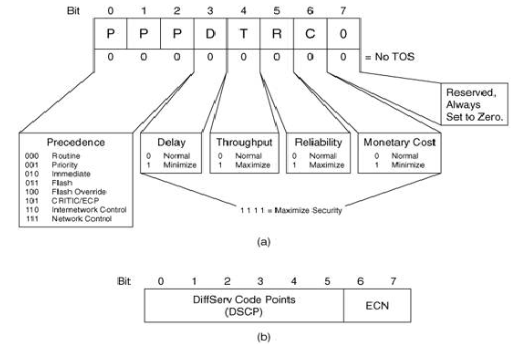 Bit 0 1 2 3 4 5 6 7
P P P D T R C 0
0 0 0 0 0 0 0 0 = No TOS
Reserved,
Always
Set to Zero.
Precedence
000 Routine
001 Priority
010 Immediate
011 Flash
100 Flash Override
101 CRITIC/ECP
110 Internetwork Control
111 Network Control
Delay
0 Normal
1 Minimize
Throughput
0 Normal
1 Maximize
Reliability
0 Normal
1 Maximize
Monetary Cost
0 Normal
1 Minimize
1 1 1 1 = Maximize Security
(a)
Bit 0 1 2 3 4 5 6 7
DiffServ Code Points
(DSCP)
ECN
(b)